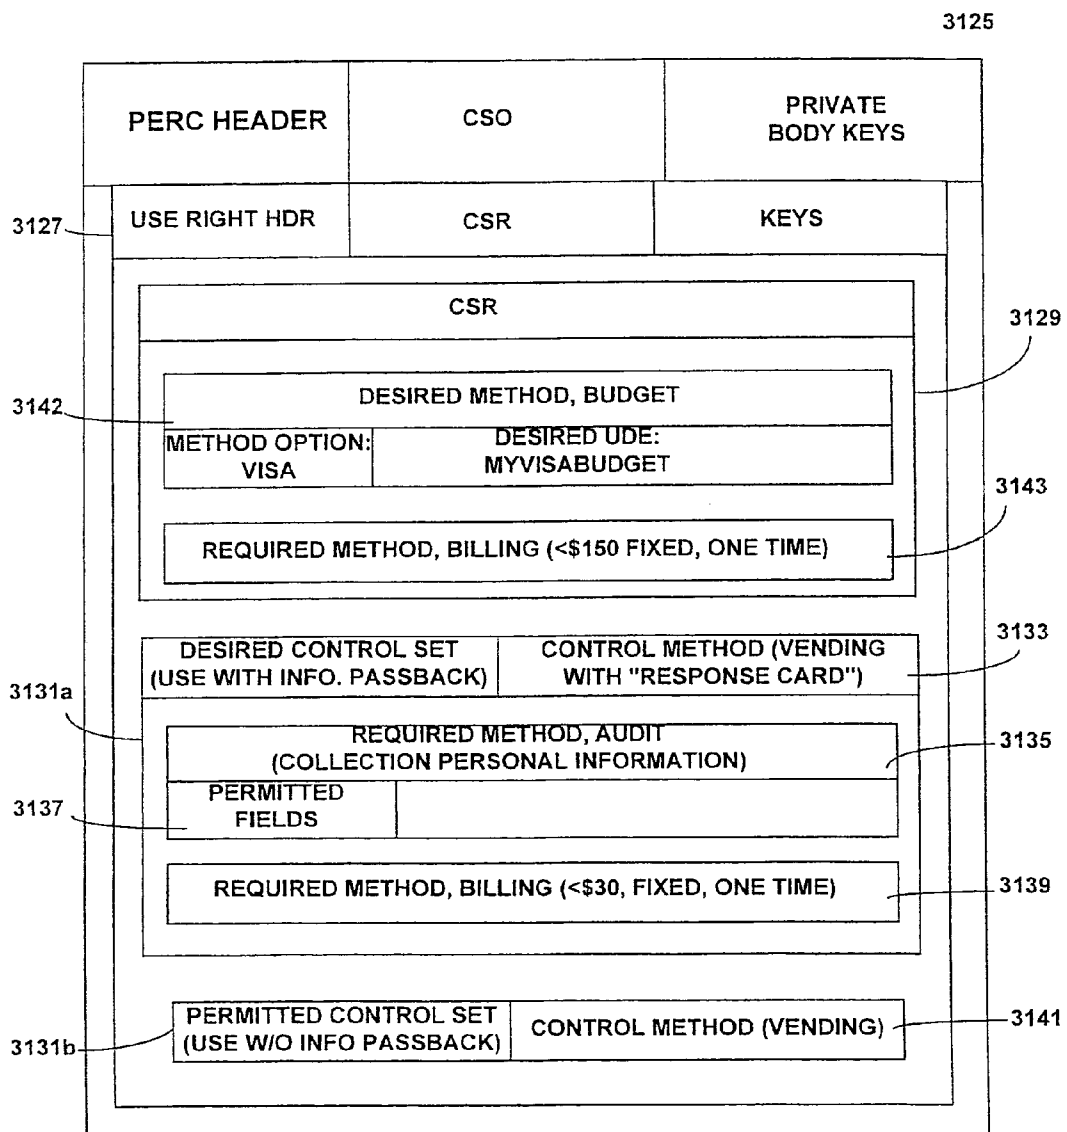 3125
PERC HEADER
CSO
PRIVATE
BODY KEYS
3127
USE RIGHT HDR
CSR
KEYS
CSR
3129
3142
DESIRED METHOD, BUDGET
METHOD OPTION:
VISA
DESIRED UDE:
MYVISABUDGET
3143
REQUIRED METHOD, BILLING (<$150 FIXED, ONE TIME)
3133
DESIRED CONTROL SET
(USE WITH INFO. PASSBACK)
CONTROL METHOD (VENDING
WITH "RESPONSE CARD")
3131a
REQUIRED METHOD, AUDIT
(COLLECTION PERSONAL INFORMATION)
3135
3137
PERMITTED
FIELDS
REQUIRED METHOD, BILLING (<$30, FIXED, ONE TIME)
3139
3131b
PERMITTED CONTROL SET
(USE W/O INFO PASSBACK)
CONTROL METHOD (VENDING)
3141